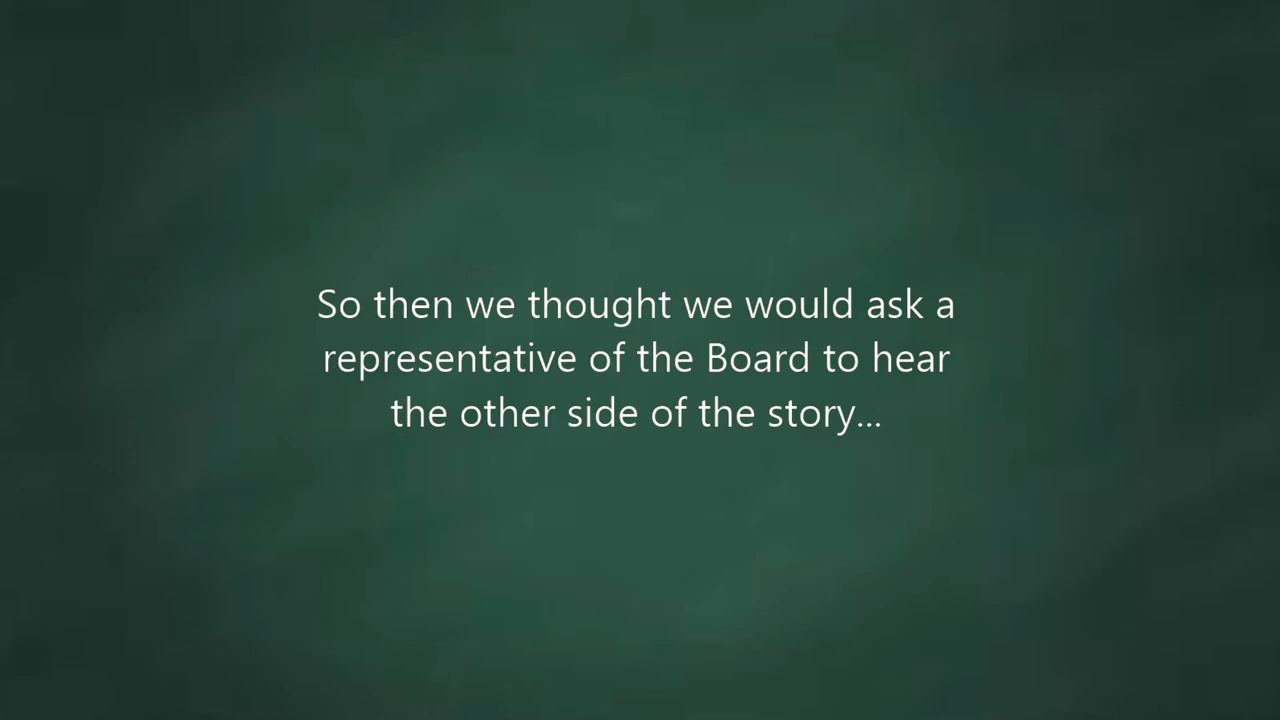 So then we thought we would ask a
representative of the Board to hear
the other side of the story...